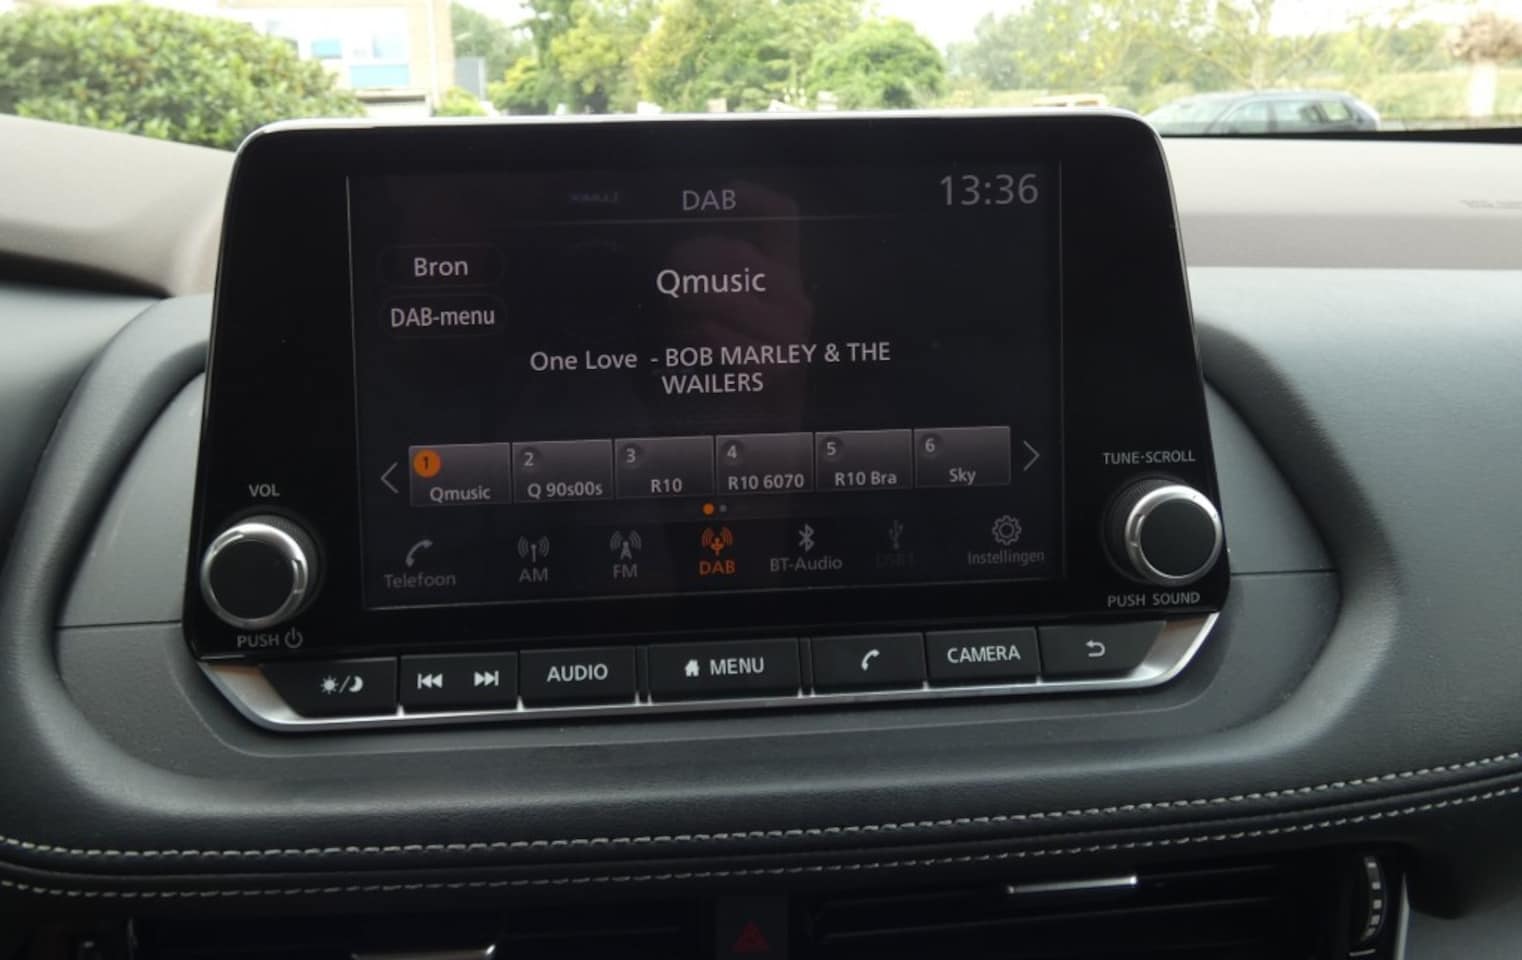 DAB
13:36
Bron
Qmusic
DAB-menu
One Love - BOB MARLEY & THE
WAILERS
1 Qmusic
2 Q 90s00s
3 R10
4 R10 6070
5 R10 Bra
6 Sky
TUNE·SCROLL
VOL
Telefoon
AM
FM
DAB
BT-Audio
Instellingen
PUSH SOUND
PUSH
AUDIO
MENU
CAMERA